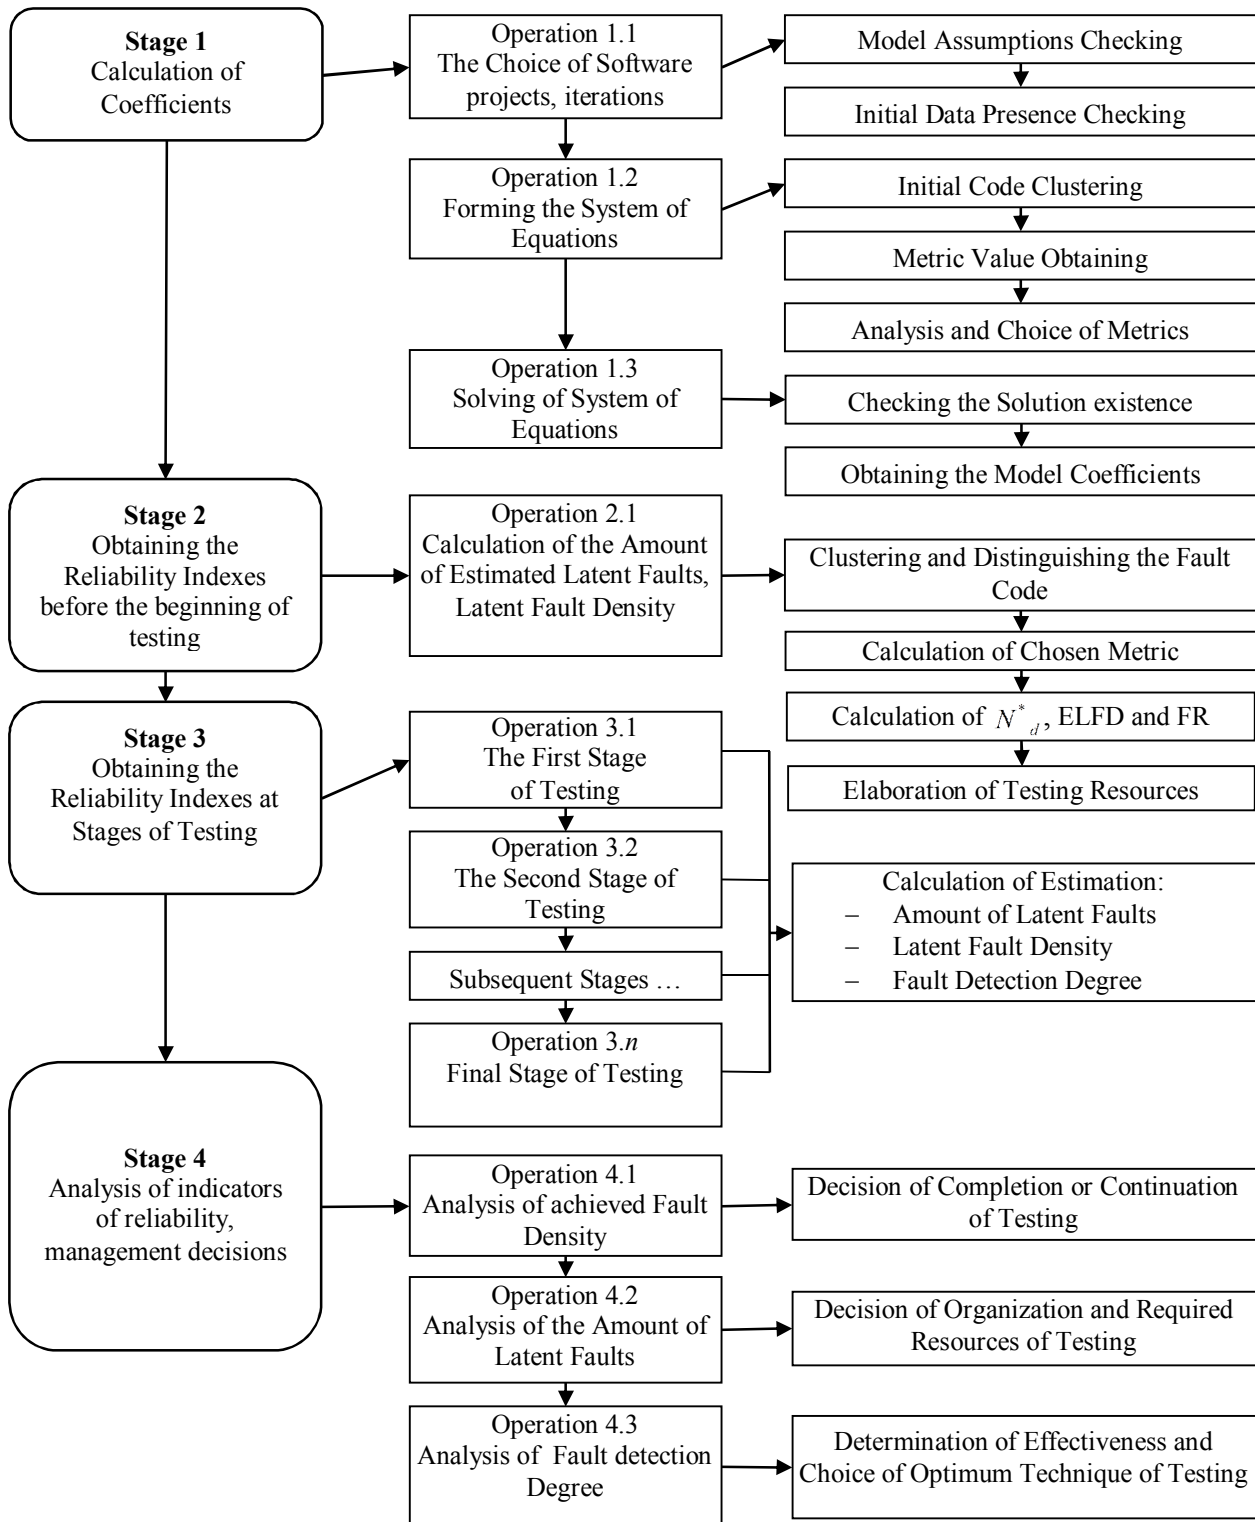 Stage 1
Calculation of
Coefficients
Operation 1.1
The Choice of Software
projects, iterations
Model Assumptions Checking
Initial Data Presence Checking
Operation 1.2
Forming the System of
Equations
Initial Code Clustering
Metric Value Obtaining
Analysis and Choice of Metrics
Operation 1.3
Solving of System of
Equations
Checking the Solution existence
Obtaining the Model Coefficients
Stage 2
Obtaining the
Reliability Indexes
before the beginning of
testing
Operation 2.1
Calculation of the Amount
of Estimated Latent Faults,
Latent Fault Density
Clustering and Distinguishing the Fault
Code
Calculation of Chosen Metric
Calculation of N*d, ELFD and FR
Elaboration of Testing Resources
Stage 3
Obtaining the
Reliability Indexes at
Stages of Testing
Operation 3.1
The First Stage
of Testing
Operation 3.2
The Second Stage of
Testing
Subsequent Stages …
Operation 3.n
Final Stage of Testing
Calculation of Estimation:
– Amount of Latent Faults
– Latent Fault Density
– Fault Detection Degree
Stage 4
Analysis of indicators
of reliability,
management decisions
Operation 4.1
Analysis of achieved Fault
Density
Decision of Completion or Continuation
of Testing
Operation 4.2
Analysis of the Amount of
Latent Faults
Decision of Organization and Required
Resources of Testing
Operation 4.3
Analysis of Fault detection
Degree
Determination of Effectiveness and
Choice of Optimum Technique of Testing